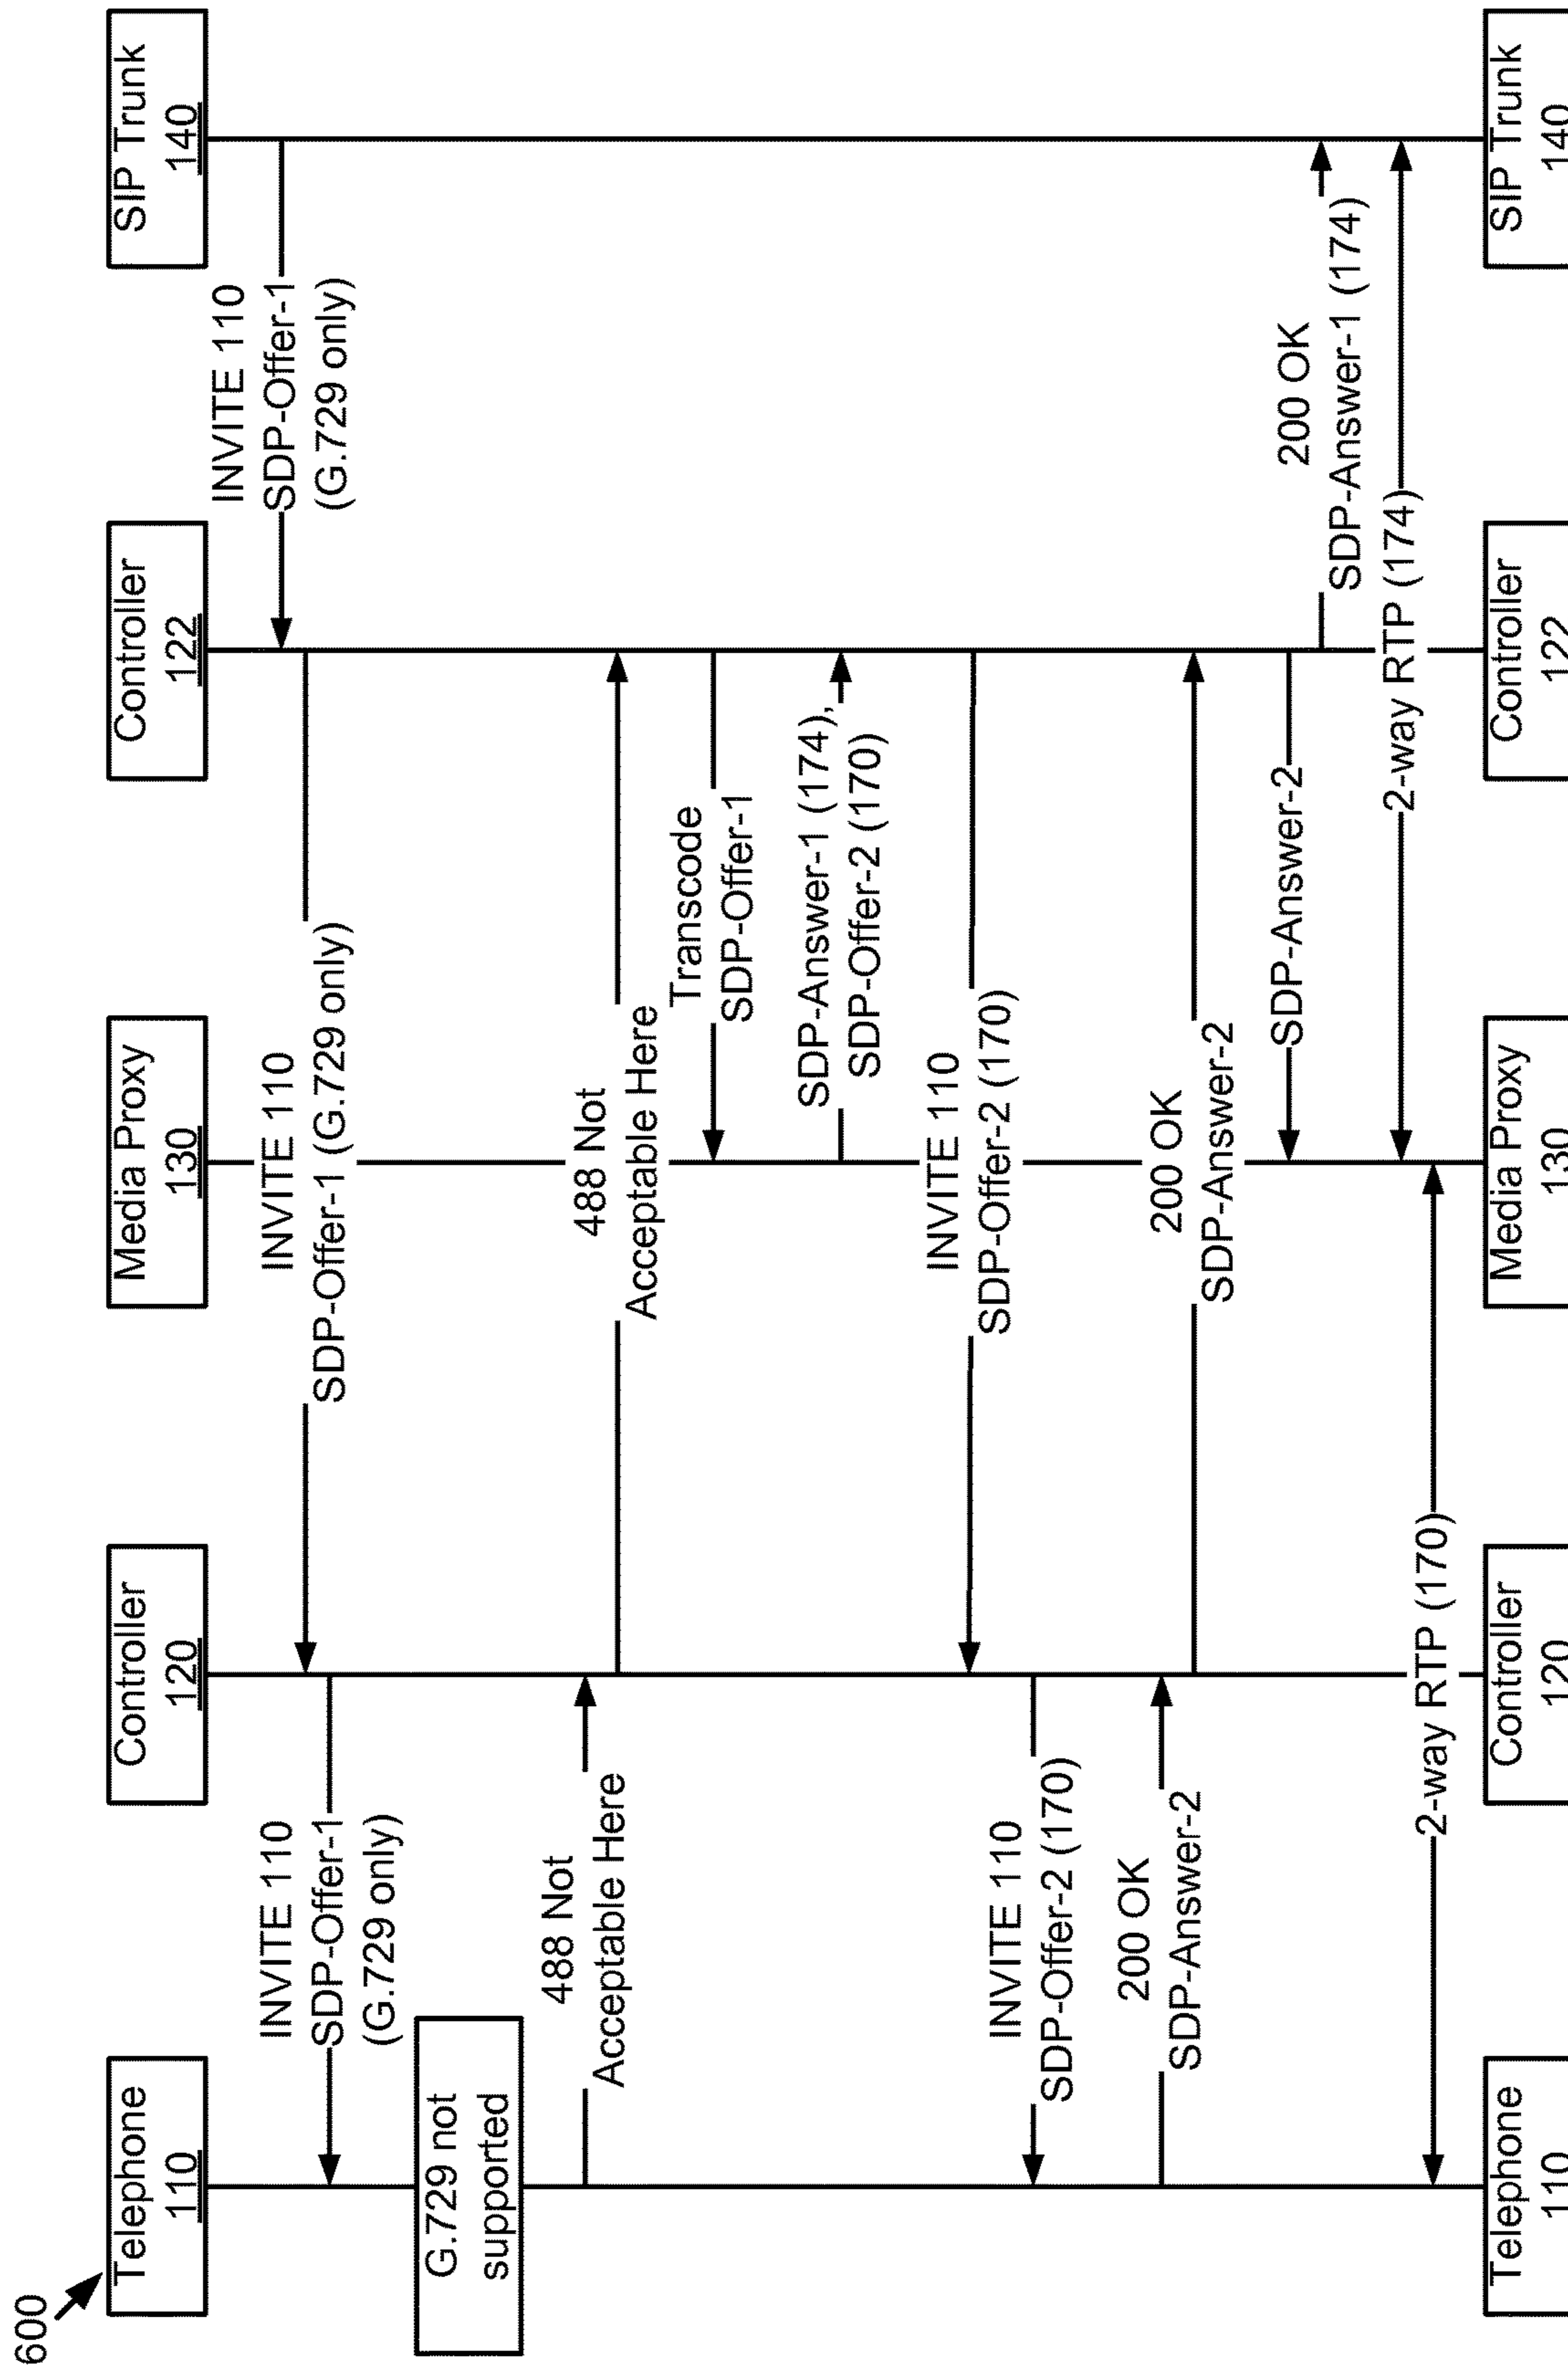 600
Telephone
110
Controller
120
Media Proxy
130
Controller
122
SIP Trunk
140
INVITE 110
SDP-Offer-1
(G.729 only)
INVITE 110
SDP-Offer-1 (G.729 only)
INVITE 110
SDP-Offer-1
(G.729 only)
G.729 not
supported
488 Not
Acceptable Here
488 Not
Acceptable Here
Transcode
SDP-Offer-1
SDP-Answer-1 (174),
SDP-Offer-2 (170)
INVITE 110
SDP-Offer-2 (170)
INVITE 110
SDP-Offer-2 (170)
200 OK
SDP-Answer-2
200 OK
SDP-Answer-2
SDP-Answer-2
200 OK
SDP-Answer-1 (174)
2-way RTP (174)
2-way RTP (170)
Telephone
110
Controller
120
Media Proxy
130
Controller
122
SIP Trunk
140